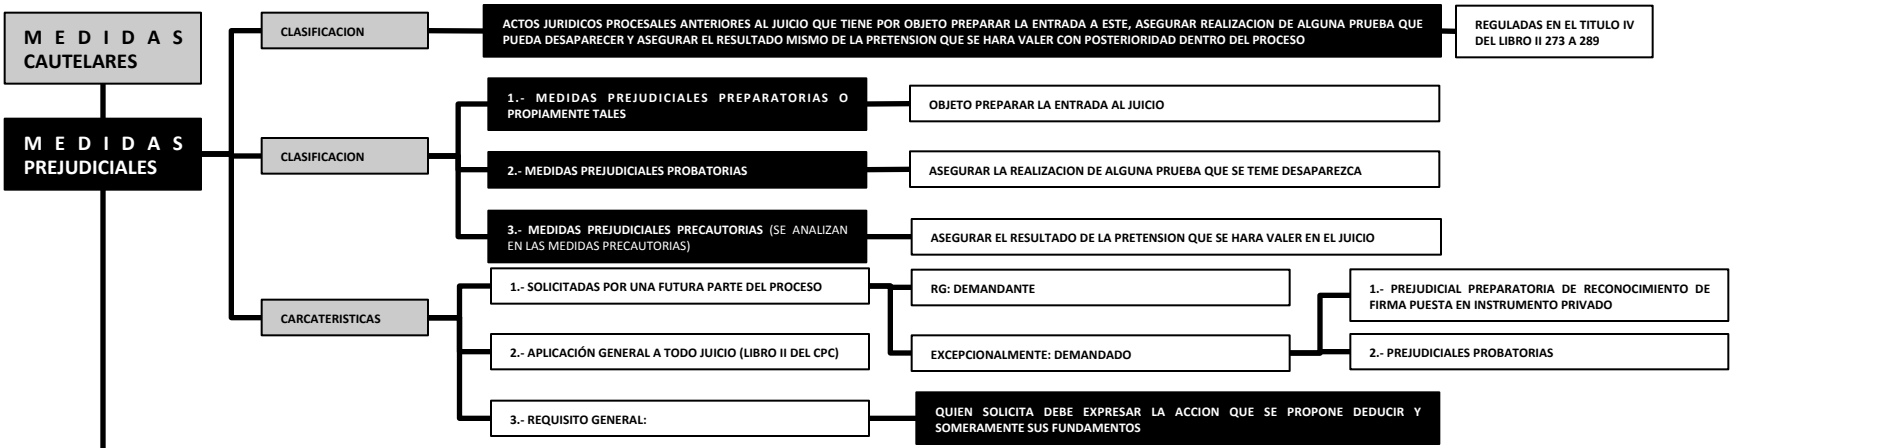 MEDIDAS
CAUTELARES
CLASIFICACION
ACTOS JURIDICOS PROCESALES ANTERIORES AL JUICIO QUE TIENE POR OBJETO PREPARAR LA ENTRADA A ESTE, ASEGURAR REALIZACION DE ALGUNA PRUEBA QUE
PUEDA DESAPARECER Y ASEGURAR EL RESULTADO MISMO DE LA PRETENSION QUE SE HARA VALER CON POSTERIORIDAD DENTRO DEL PROCESO
REGULADAS EN EL TITULO IV
DEL LIBRO II 273 A 289
MEDIDAS
PREJUDICIALES
CLASIFICACION
1.- MEDIDAS PREJUDICIALES PREPARATORIAS O
PROPIAMENTE TALES
OBJETO PREPARAR LA ENTRADA AL JUICIO
2.- MEDIDAS PREJUDICIALES PROBATORIAS
ASEGURAR LA REALIZACION DE ALGUNA PRUEBA QUE SE TEME DESAPAREZCA
3.- MEDIDAS PREJUDICIALES PRECAUTORIAS (SE ANALIZAN
EN LAS MEDIDAS PRECAUTORIAS)
ASEGURAR EL RESULTADO DE LA PRETENSION QUE SE HARA VALER EN EL JUICIO
CARCATERISTICAS
1.- SOLICITADAS POR UNA FUTURA PARTE DEL PROCESO
RG: DEMANDANTE
EXCEPCIONALMENTE: DEMANDADO
1.- PREJUDICIAL PREPARATORIA DE RECONOCIMIENTO DE
FIRMA PUESTA EN INSTRUMENTO PRIVADO
2.- PREJUDICIALES PROBATORIAS
2.- APLICACIÓN GENERAL A TODO JUICIO (LIBRO II DEL CPC)
3.- REQUISITO GENERAL:
QUIEN SOLICITA DEBE EXPRESAR LA ACCION QUE SE PROPONE DEDUCIR Y
SOMERAMENTE SUS FUNDAMENTOS